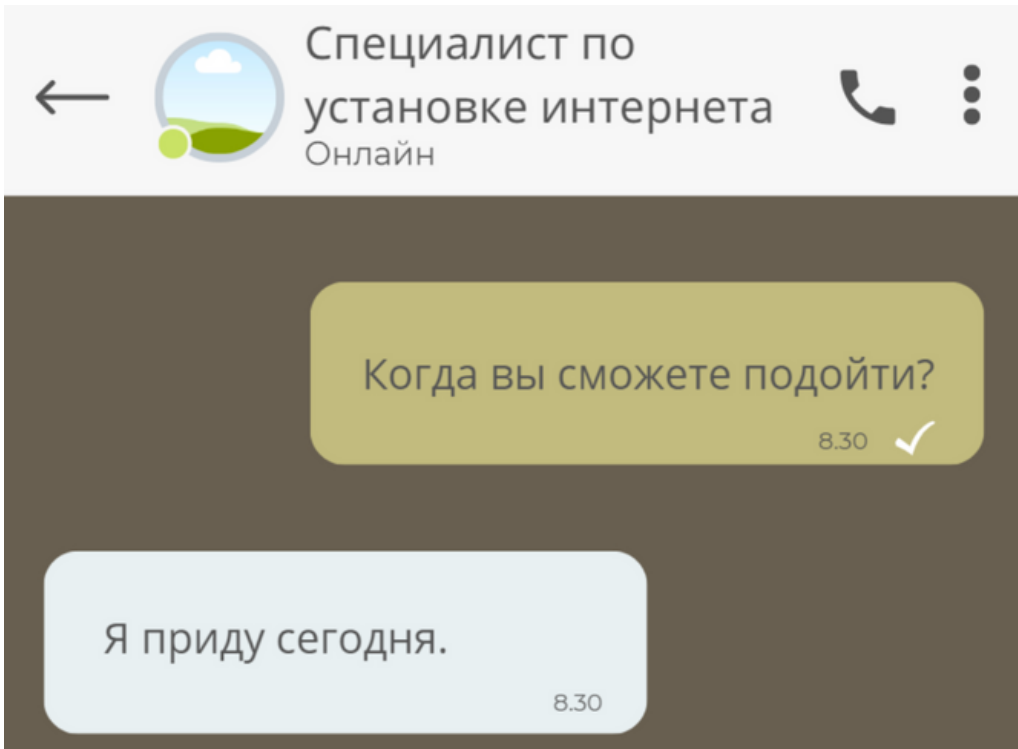 Специалист по
установке интернета
Онлайн
Когда вы сможете подойти?
8.30
Я приду сегодня.
8.30